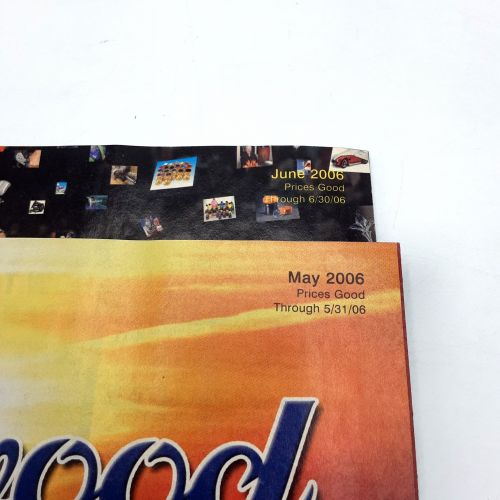 June 2006
Prices Good
Through 6/30/06
May 2006
Prices Good
Through 5/31/06
ood